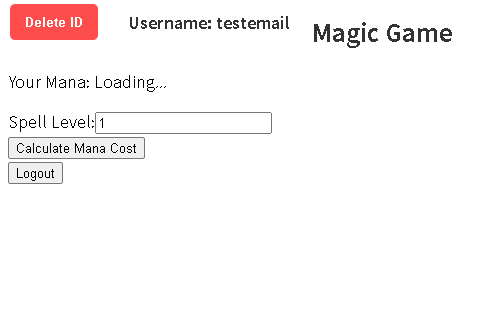 Delete ID
Username: testemail
Magic Game
Your Mana: Loading...
Spell Level: 1
Calculate Mana Cost
Logout